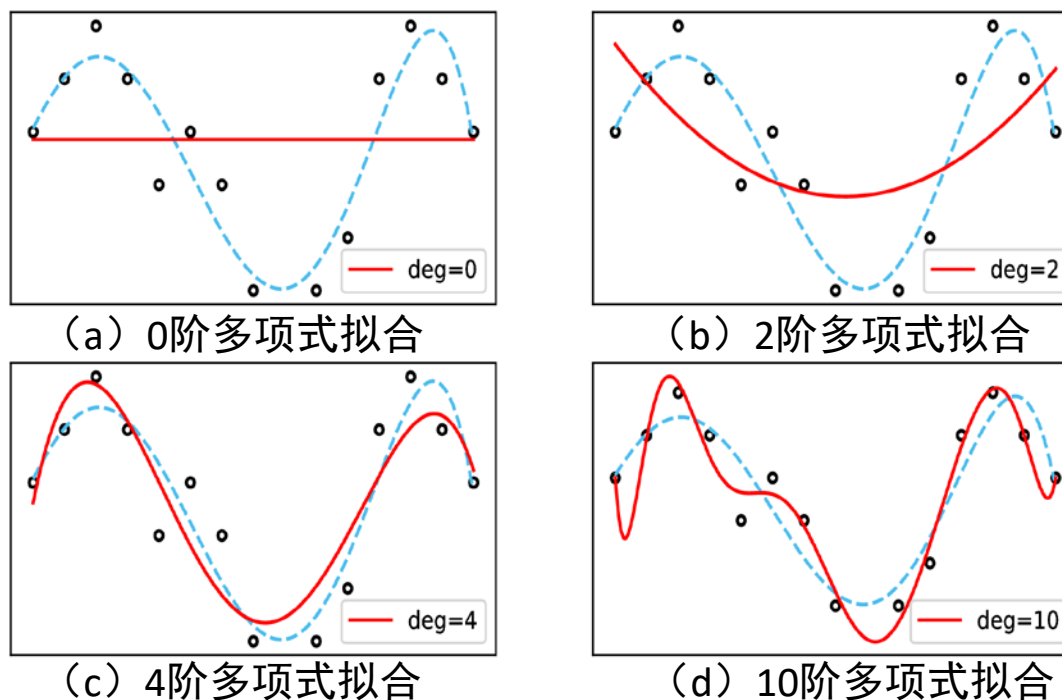 deg=0
deg=2
（a）0阶多项式拟合
（b）2阶多项式拟合
deg=4
deg=10
（c）4阶多项式拟合
（d）10阶多项式拟合